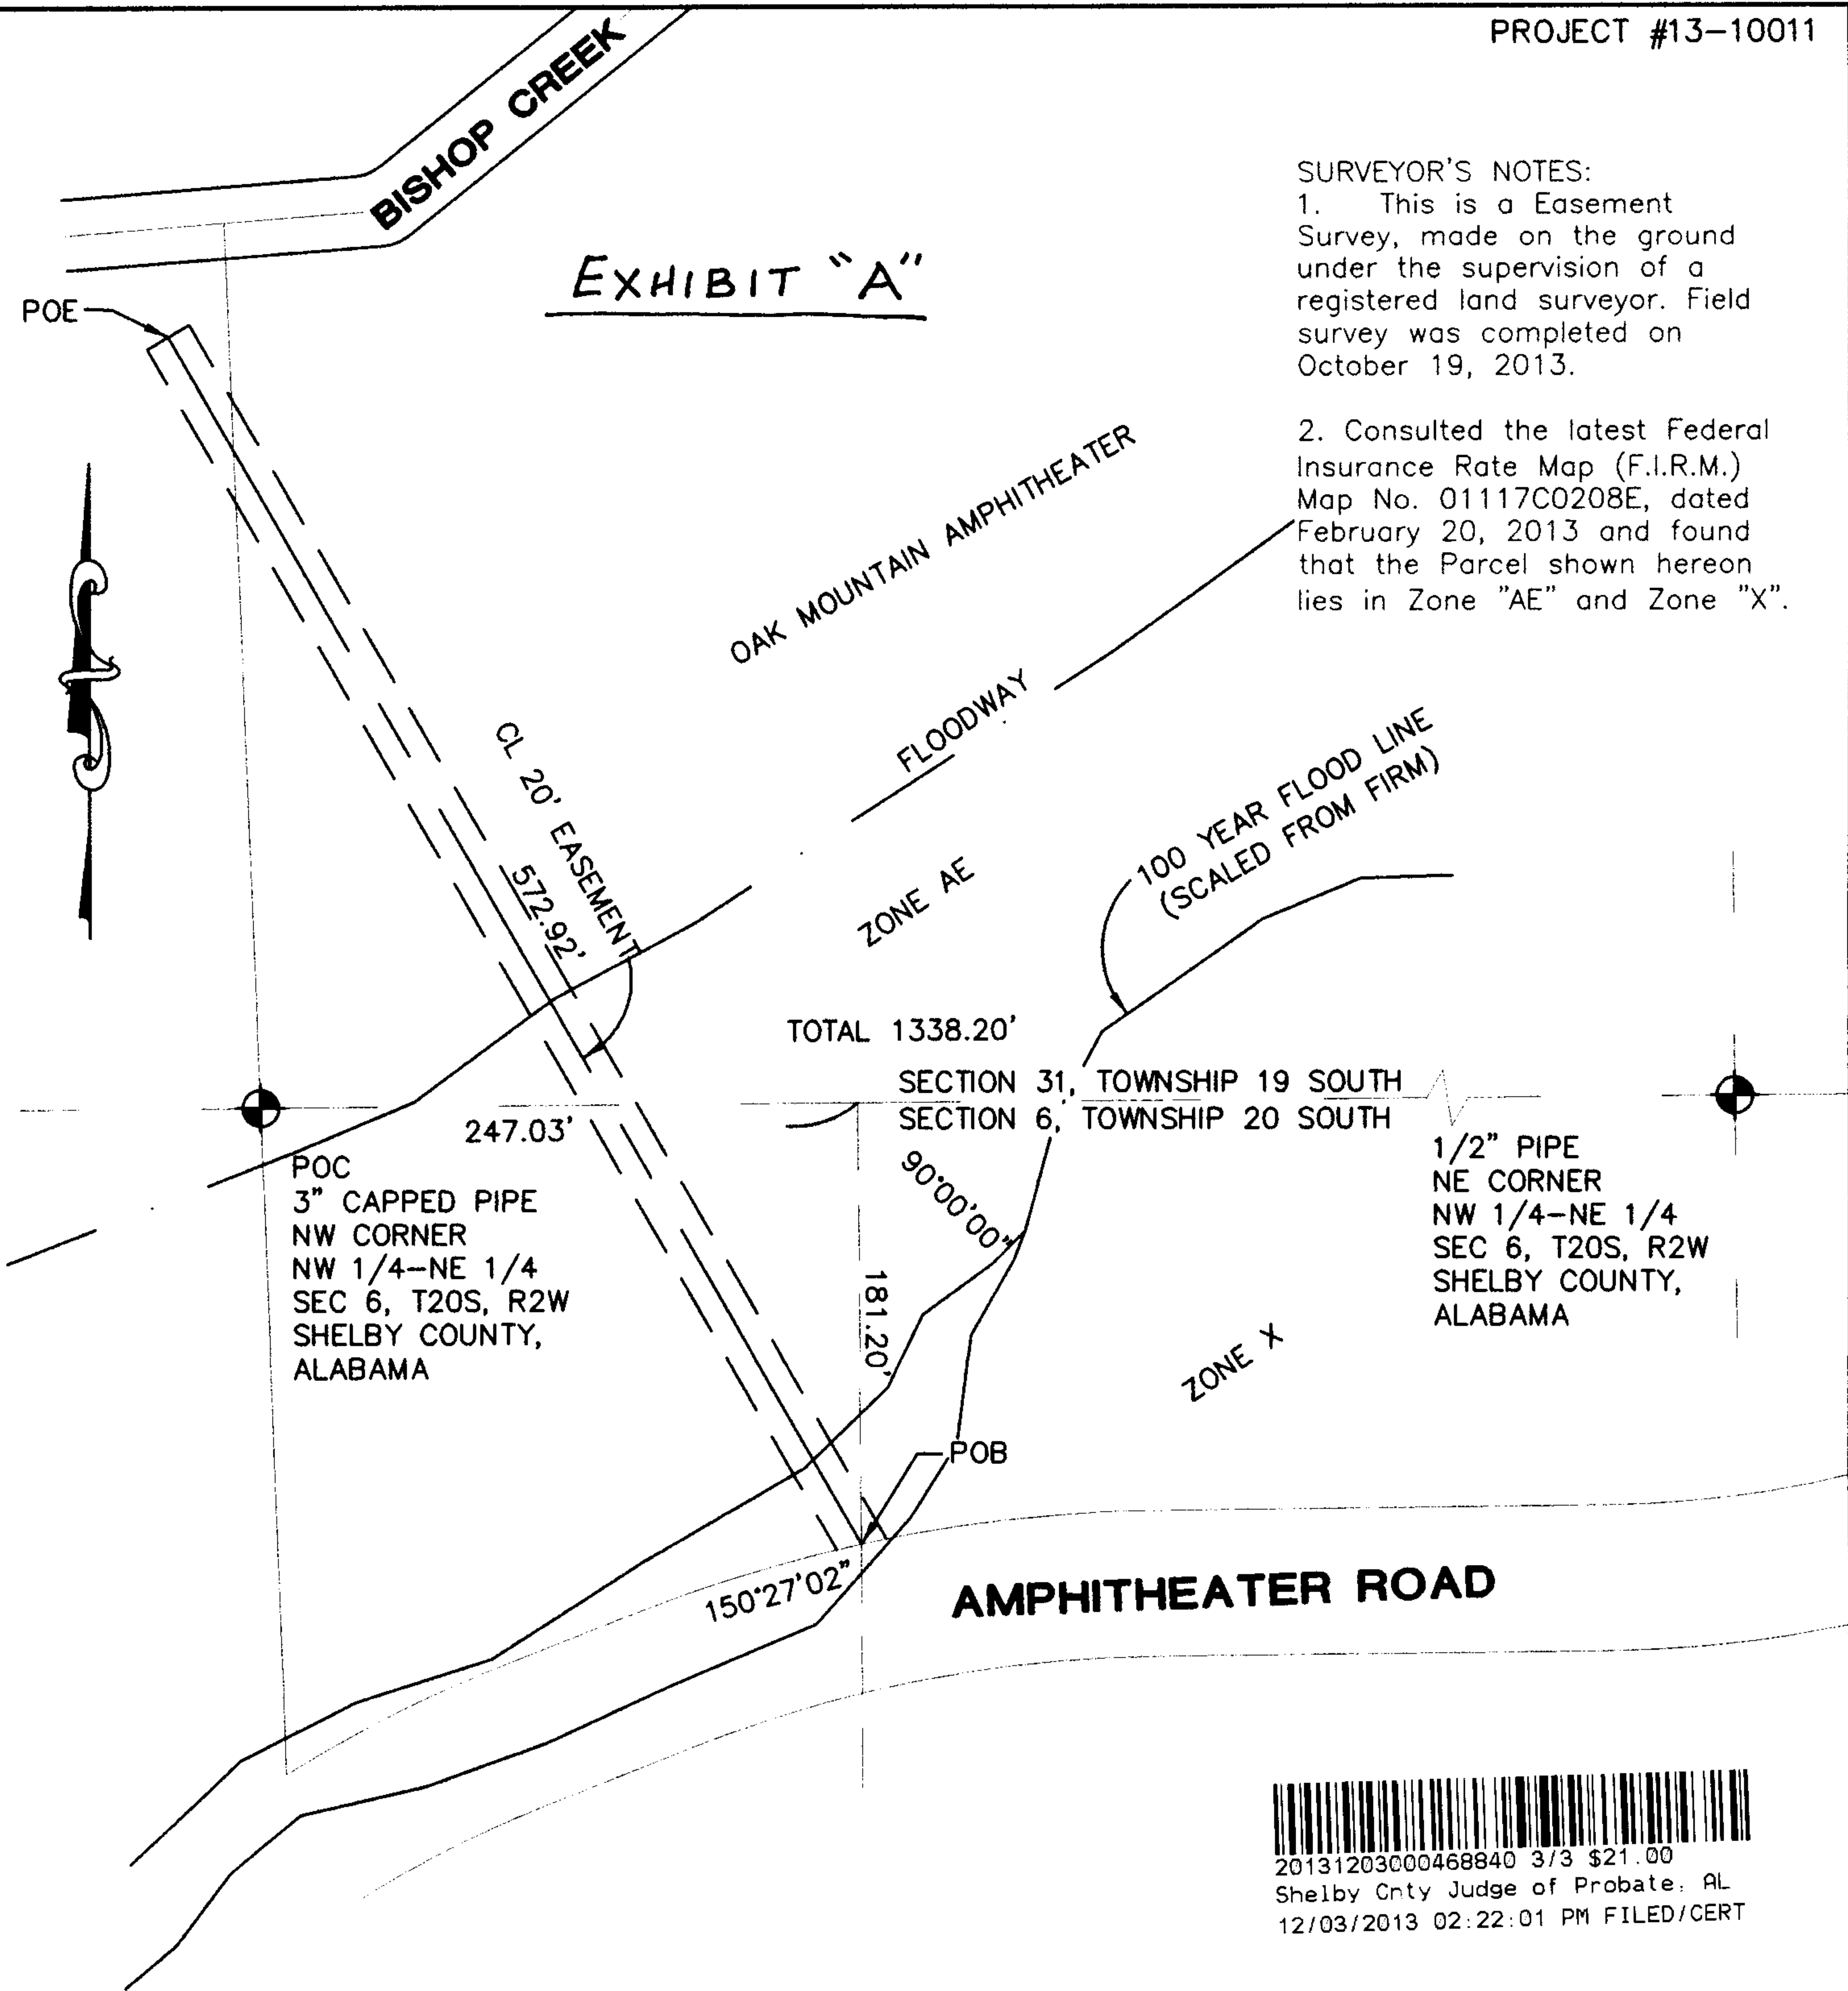 PROJECT #13-10011
BISHOP CREEK
EXHIBIT "A"
SURVEYOR'S NOTES:
1. This is a Easement
Survey, made on the ground
under the supervision of a
registered land surveyor. Field
survey was completed on
October 19, 2013.
2. Consulted the latest Federal
Insurance Rate Map (F.I.R.M.)
Map No. 01117C0208E, dated
February 20, 2013 and found
that the Parcel shown hereon
lies in Zone "AE" and Zone "X".
POE
OAK MOUNTAIN AMPHITHEATER
FLOODWAY
CL 20' EASEMENT
572.92'
100 YEAR FLOOD LINE
(SCALED FROM FIRM)
ZONE AE
TOTAL 1338.20'
SECTION 31, TOWNSHIP 19 SOUTH
SECTION 6, TOWNSHIP 20 SOUTH
247.03'
POC
3" CAPPED PIPE
NW CORNER
NW 1/4-NE 1/4
SEC 6, T20S, R2W
SHELBY COUNTY,
ALABAMA
90°00'00"
181.20'
1/2" PIPE
NE CORNER
NW 1/4-NE 1/4
SEC 6, T20S, R2W
SHELBY COUNTY,
ALABAMA
ZONE X
POB
150°27'02"
AMPHITHEATER ROAD
20131203000468840 3/3 $21.00
Shelby Cnty Judge of Probate, AL
12/03/2013 02:22:01 PM FILED/CERT